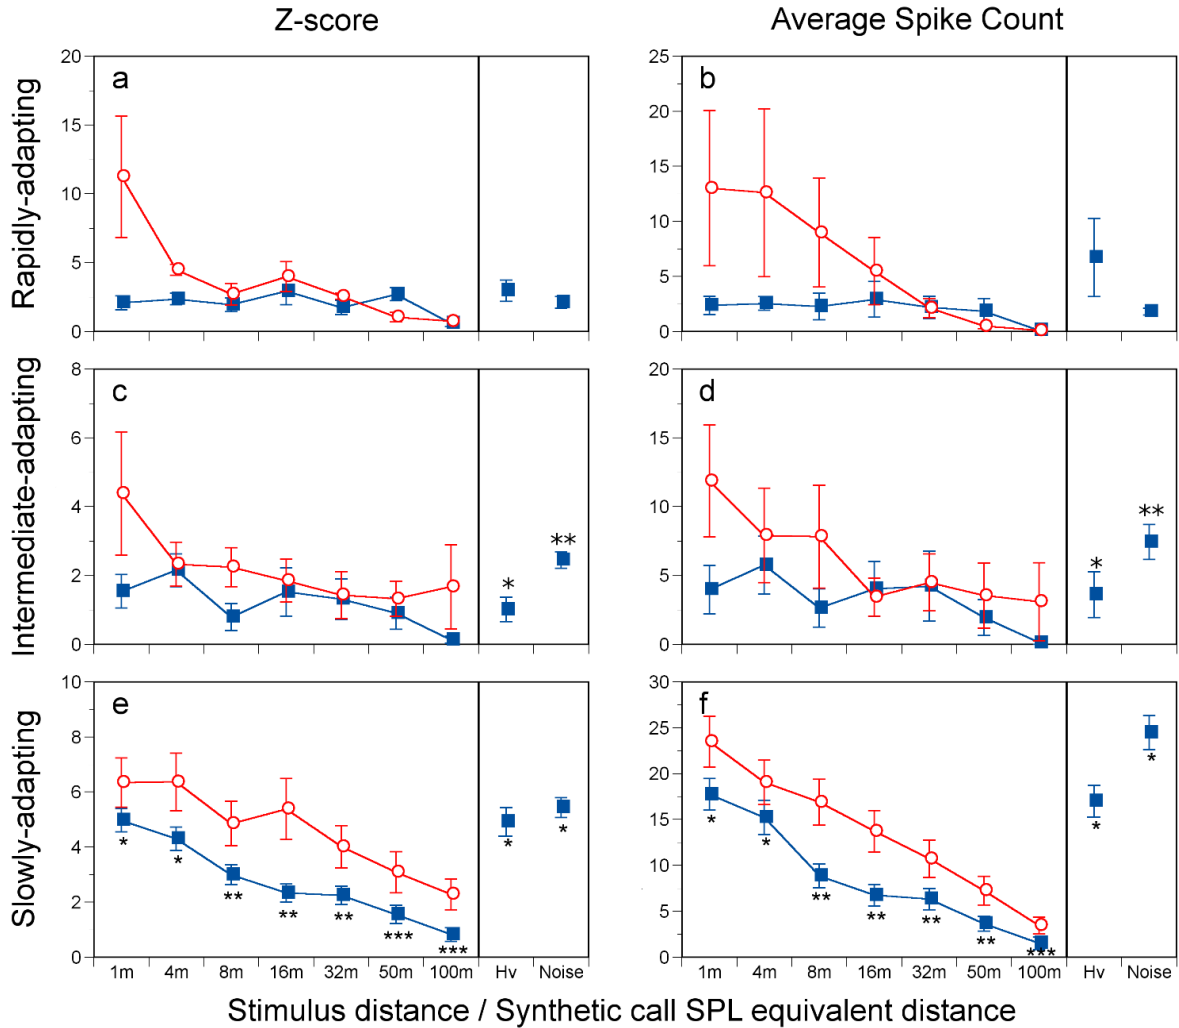 Z-score
Average Spike Count
Rapidly-adapting
20
15
10
5
0
a
25
20
15
10
5
0
b
Intermediate-adapting
8
6
4
2
0
c
*
**
20
15
10
5
0
d
*
**
Slowly-adapting
10
8
6
4
2
0
e
* * ** ** ** *** *** * *
30
25
20
15
10
5
0
f
* * ** ** ** ** *** * *
1m 4m 8m 16m 32m 50m 100m Hv Noise
1m 4m 8m 16m 32m 50m 100m Hv Noise
Stimulus distance / Synthetic call SPL equivalent distance